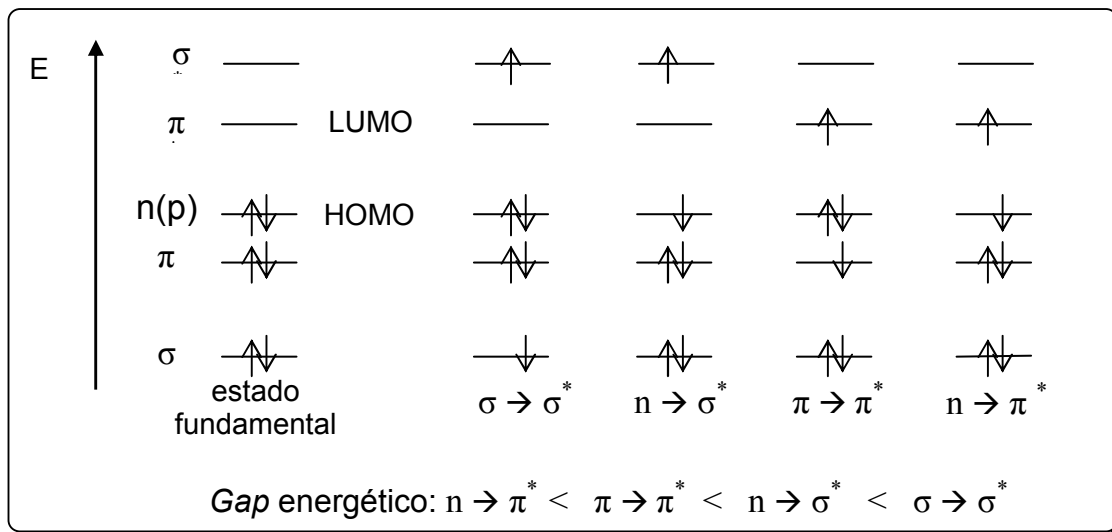 E
σ
*
π LUMO
n(p) HOMO
π
σ
estado
fundamental
σ → σ* n → σ* π → π* n → π*
Gap energético: n → π* < π → π* < n → σ* < σ → σ*